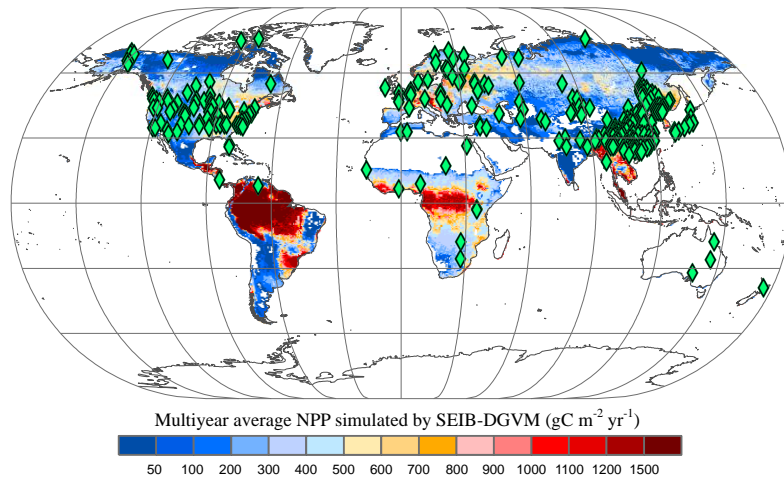 Multiyear average NPP simulated by SEIB-DGVM (gC m⁻² yr⁻¹)
50 100 200 300 400 500 600 700 800 900 1000 1100 1200 1500